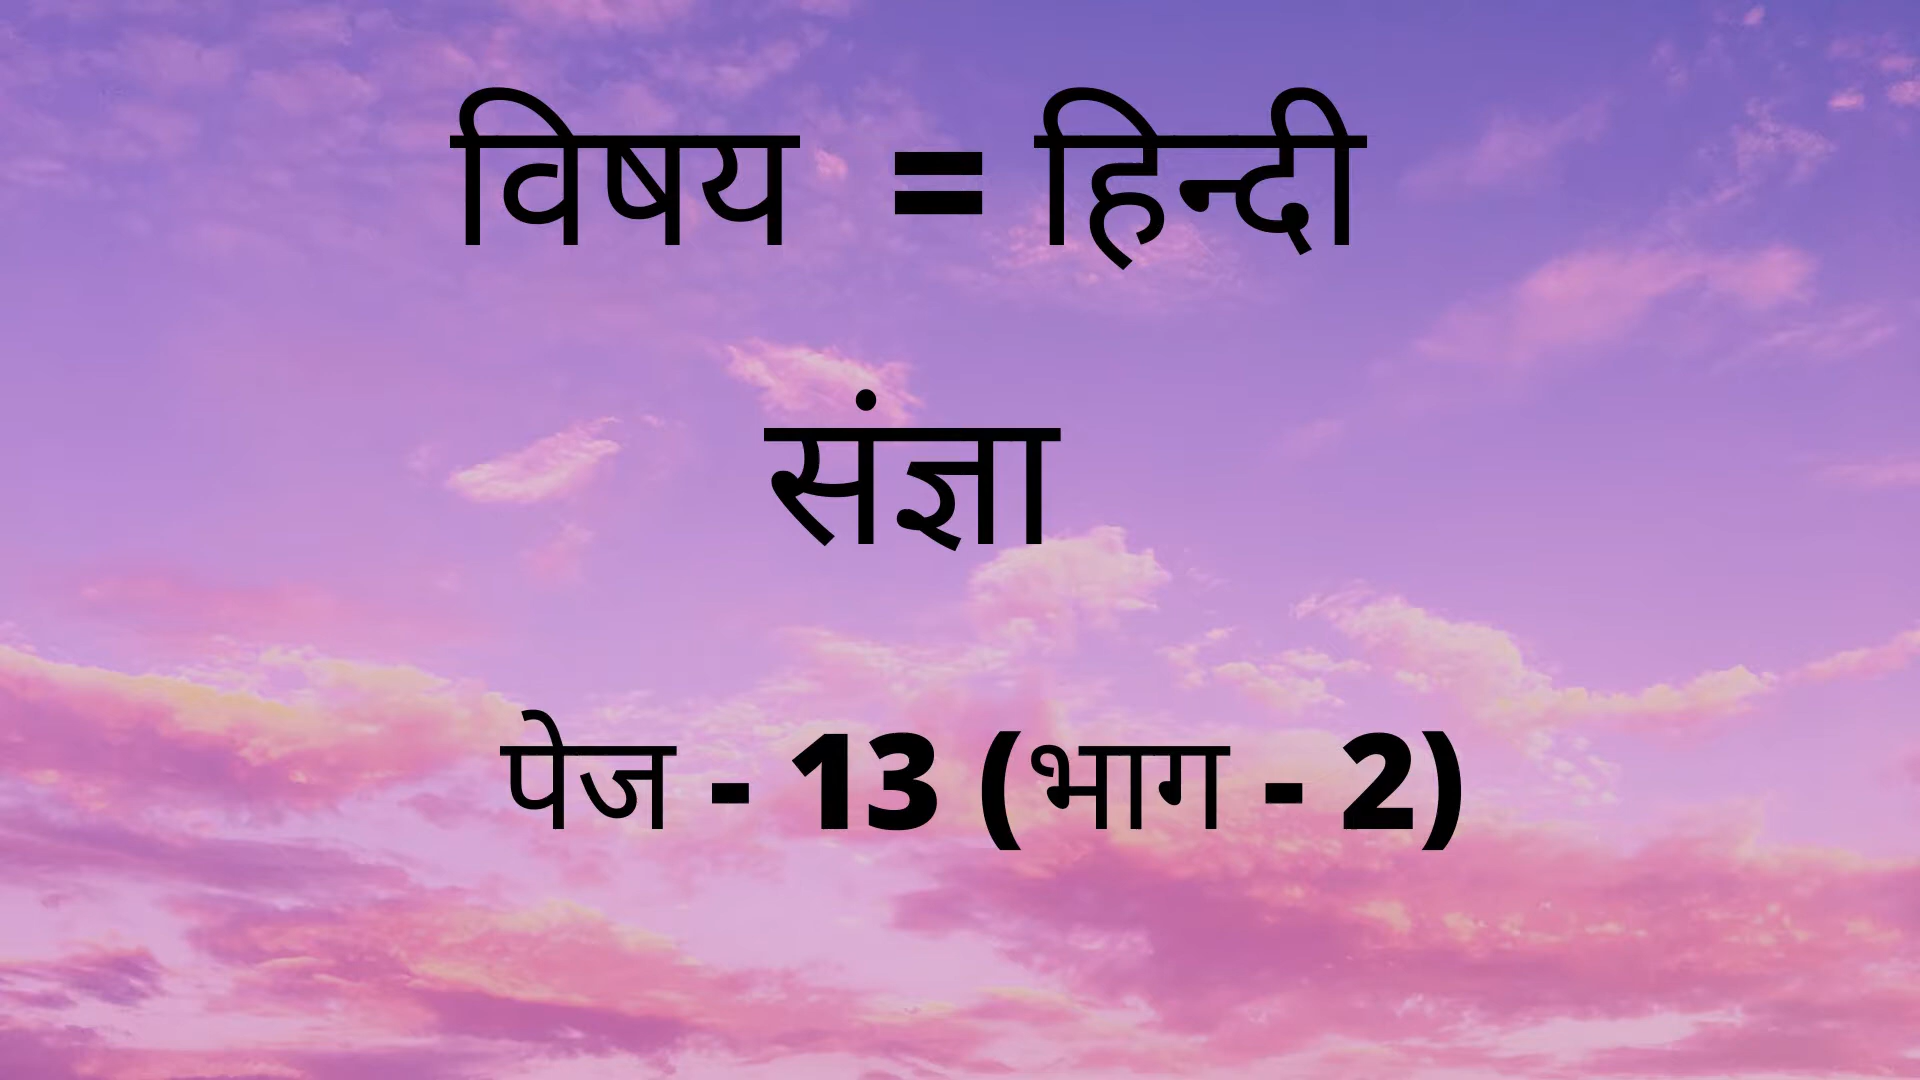 विषय = हिन्दी
संज्ञा
पेज - 13 (भाग - 2)